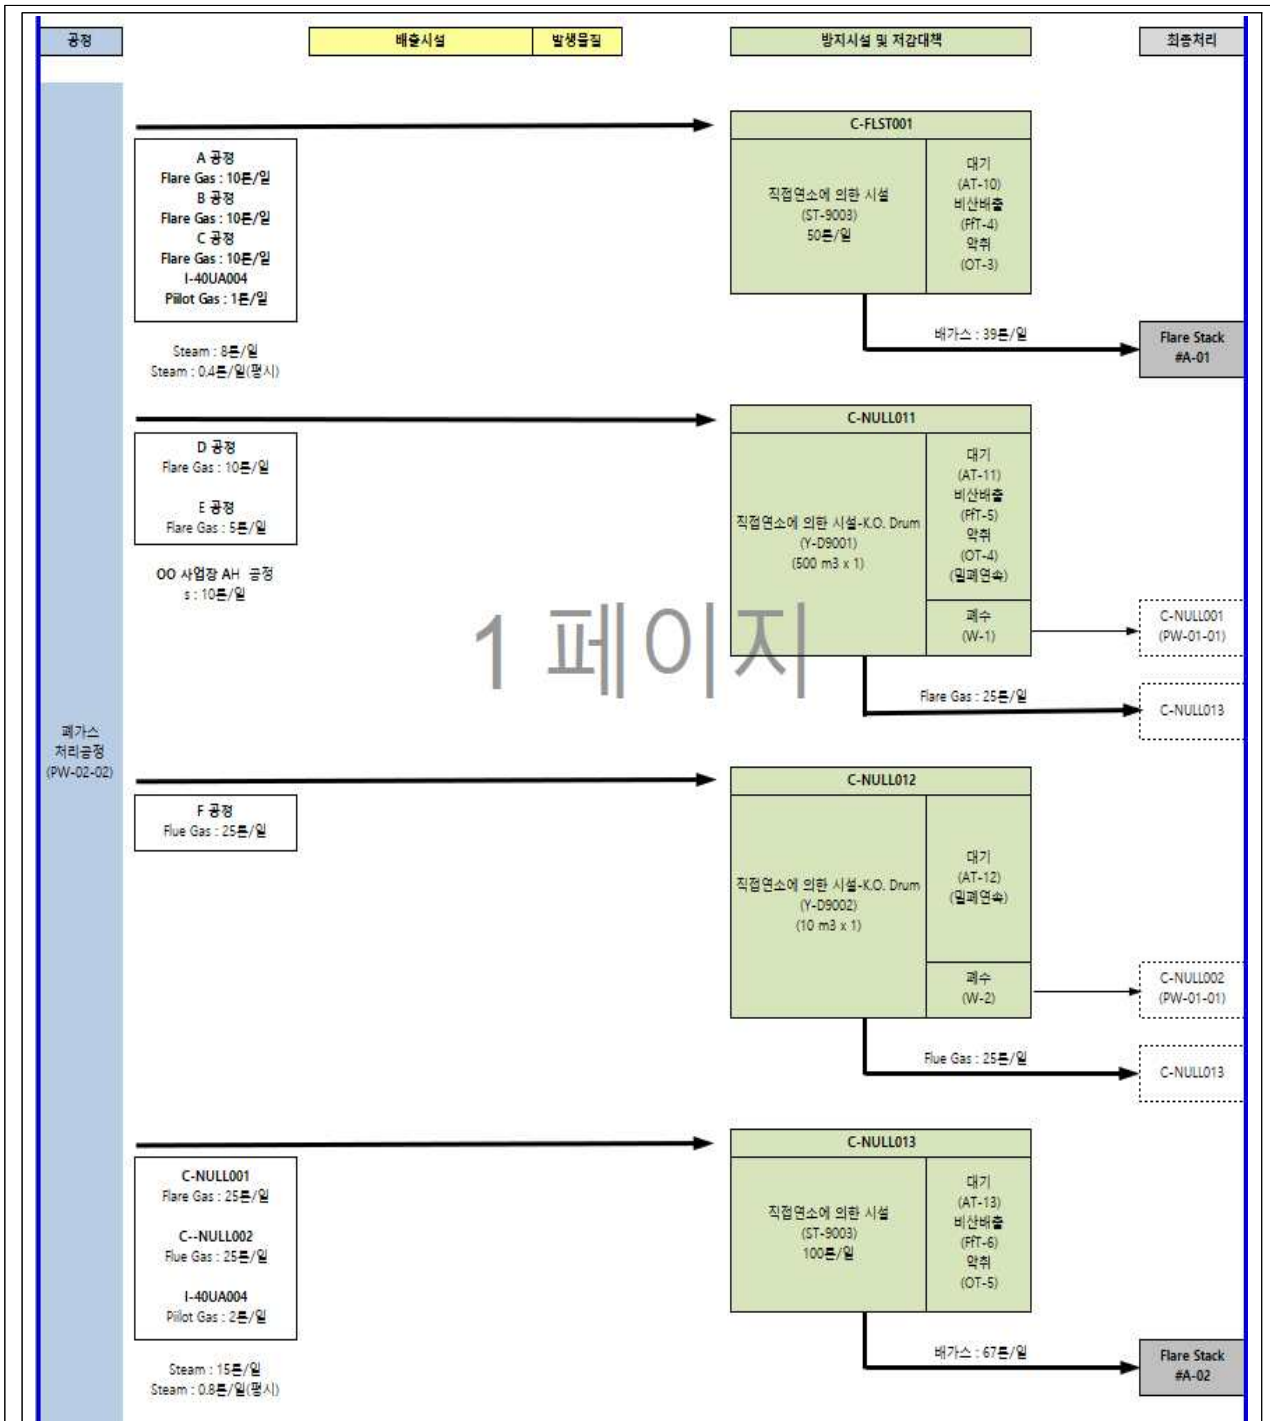 공정
배출시설
발생물질
방지시설 및 저감대책
최종처리
폐가스
처리공정
(PW-02-02)
A 공정
Flare Gas : 10톤/일
B 공정
Flare Gas : 10톤/일
C 공정
Flare Gas : 10톤/일
I-40UA004
Piilot Gas : 1톤/일
Steam : 8톤/일
Steam : 0.4톤/일(평시)
C-FLST001
직접연소에 의한 시설
(ST-9003)
50톤/일
대기
(AT-10)
비산배출
(FfT-4)
악취
(OT-3)
배가스 : 39톤/일
Flare Stack
#A-01
D 공정
Flare Gas : 10톤/일
E 공정
Flare Gas : 5톤/일
OO 사업장 AH 공정
s : 10톤/일
C-NULL011
직접연소에 의한 시설-K.O. Drum
(Y-D9001)
(500 m3 x 1)
대기
(AT-11)
비산배출
(FfT-5)
악취
(OT-4)
(밀폐연속)
폐수
(W-1)
C-NULL001
(PW-01-01)
Flare Gas : 25톤/일
C-NULL013
1 페이지
F 공정
Flue Gas : 25톤/일
C-NULL012
직접연소에 의한 시설-K.O. Drum
(Y-D9002)
(10 m3 x 1)
대기
(AT-12)
(밀폐연속)
폐수
(W-2)
C-NULL002
(PW-01-01)
Flue Gas : 25톤/일
C-NULL013
C-NULL001
Flare Gas : 25톤/일
C--NULL002
Flue Gas : 25톤/일
I-40UA004
Piilot Gas : 2톤/일
Steam : 15톤/일
Steam : 0.8톤/일(평시)
C-NULL013
직접연소에 의한 시설
(ST-9003)
100톤/일
대기
(AT-13)
비산배출
(FfT-6)
악취
(OT-5)
배가스 : 67톤/일
Flare Stack
#A-02